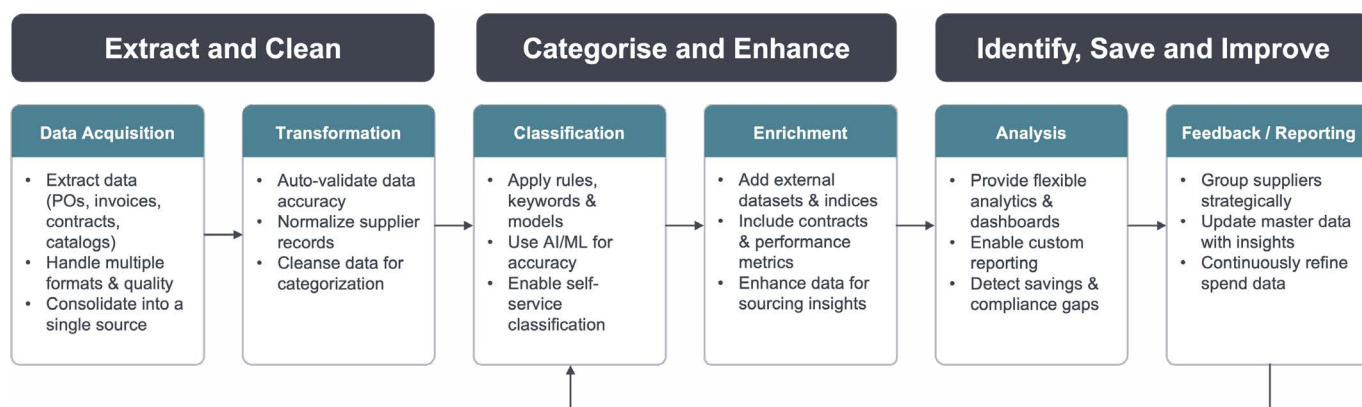 Extract and Clean
Categorise and Enhance
Identify, Save and Improve
Data Acquisition
• Extract data
(POs, invoices,
contracts,
catalogs)
• Handle multiple
formats & quality
• Consolidate into a
single source
Transformation
• Auto-validate data
accuracy
• Normalize supplier
records
• Cleanse data for
categorization
Classification
• Apply rules,
keywords &
models
• Use AI/ML for
accuracy
• Enable self-
service
classification
Enrichment
• Add external
datasets & indices
• Include contracts
& performance
metrics
• Enhance data for
sourcing insights
Analysis
• Provide flexible
analytics &
dashboards
• Enable custom
reporting
• Detect savings &
compliance gaps
Feedback / Reporting
• Group suppliers
strategically
• Update master data
with insights
• Continuously refine
spend data